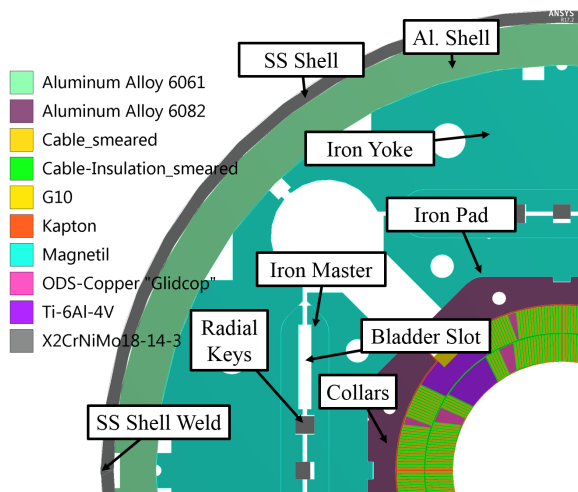 ANSYS
R17.2
Al. Shell
SS Shell
Aluminum Alloy 6061
Aluminum Alloy 6082
Cable_smeared
Cable-Insulation_smeared
G10
Kapton
Magnetil
ODS-Copper "Glidcop"
Ti-6Al-4V
X2CrNiMo18-14-3
Iron Yoke
Iron Pad
Iron Master
Radial
Keys
Bladder Slot
Collars
SS Shell Weld